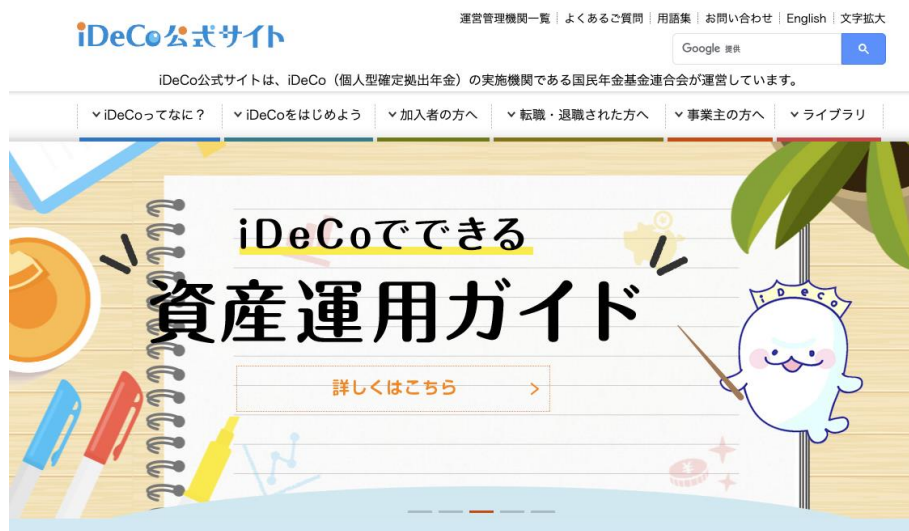 iDeCo公式サイト
運営管理機関一覧 よくあるご質問 用語集 お問い合わせ English 文字拡大
Google 提供
iDeCo公式サイトは、iDeCo（個人型確定拠出年金）の実施機関である国民年金基金連合会が運営しています。
iDeCoってなに？ iDeCoをはじめよう 加入者の方へ 転職・退職された方へ 事業主の方へ ライブラリ
iDeCoでできる
資産運用ガイド
iDeCo
詳しくはこちら